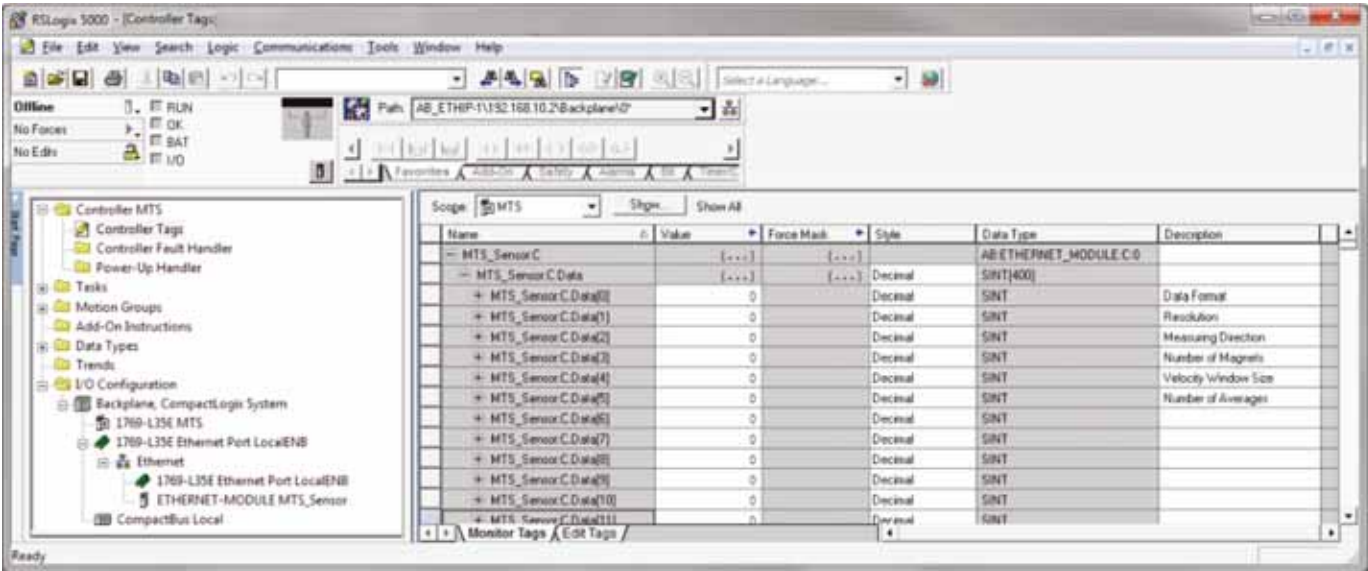 RSLogix 5000 - [Controller Tags]
File Edit View Search Logic Communications Tools Window Help
Select a Language...
Offline
RUN
No Forces
OK
No Edits
BAT
I/O
Path: AB_ETHIP-1\192.168.10.2\Backplane\0*
Favorites Add-On Safety Alarms Bit Timer/C
Start Page
Controller MTS
Controller Tags
Controller Fault Handler
Power-Up Handler
Tasks
Motion Groups
Add-On Instructions
Data Types
Trends
I/O Configuration
Backplane, CompactLogix System
1769-L35E MTS
1769-L35E Ethernet Port LocalENB
Ethernet
1769-L35E Ethernet Port LocalENB
ETHERNET-MODULE MTS_Sensor
CompactBus Local
Scope: MTS Show... Show All
Name Value Force Mask Style Data Type Description
MTS_Sensor:C {...} {...} AB:ETHERNET_MODULE:C:0
MTS_Sensor:C.Data {...} {...} Decimal SINT[400]
MTS_Sensor:C.Data[0] 0 Decimal SINT Data Format
MTS_Sensor:C.Data[1] 0 Decimal SINT Resolution
MTS_Sensor:C.Data[2] 0 Decimal SINT Measuring Direction
MTS_Sensor:C.Data[3] 0 Decimal SINT Number of Magnets
MTS_Sensor:C.Data[4] 0 Decimal SINT Velocity Window Size
MTS_Sensor:C.Data[5] 0 Decimal SINT Number of Averages
MTS_Sensor:C.Data[6] 0 Decimal SINT
MTS_Sensor:C.Data[7] 0 Decimal SINT
MTS_Sensor:C.Data[8] 0 Decimal SINT
MTS_Sensor:C.Data[9] 0 Decimal SINT
MTS_Sensor:C.Data[10] 0 Decimal SINT
MTS_Sensor:C.Data[11] 0 Decimal SINT
Monitor Tags Edit Tags
Ready